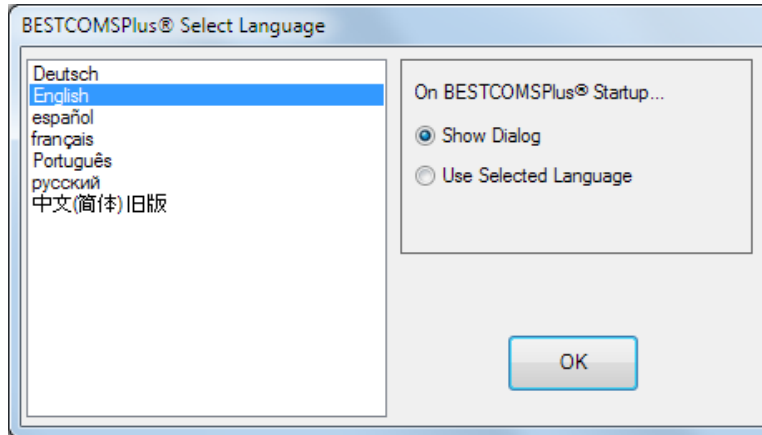 BESTCOMSPlus® Select Language
Deutsch
English
español
français
Português
русский
中文(简体) 旧版
On BESTCOMSPlus® Startup...
Show Dialog
Use Selected Language
OK